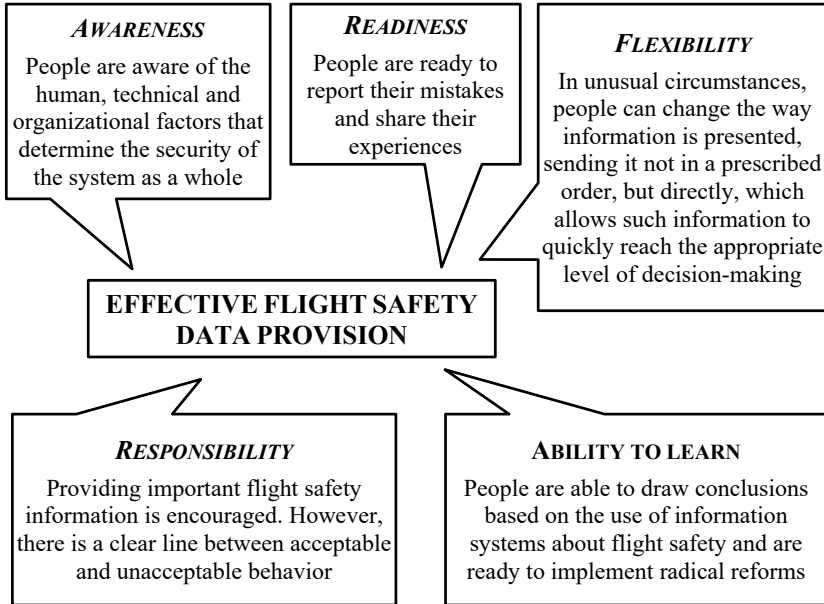 AWARENESS
People are aware of the
human, technical and
organizational factors that
determine the security of
the system as a whole
READINESS
People are ready to
report their mistakes
and share their
experiences
FLEXIBILITY
In unusual circumstances,
people can change the way
information is presented,
sending it not in a prescribed
order, but directly, which
allows such information to
quickly reach the appropriate
level of decision-making
EFFECTIVE FLIGHT SAFETY
DATA PROVISION
RESPONSIBILITY
Providing important flight safety
information is encouraged. However,
there is a clear line between acceptable
and unacceptable behavior
ABILITY TO LEARN
People are able to draw conclusions
based on the use of information
systems about flight safety and are
ready to implement radical reforms